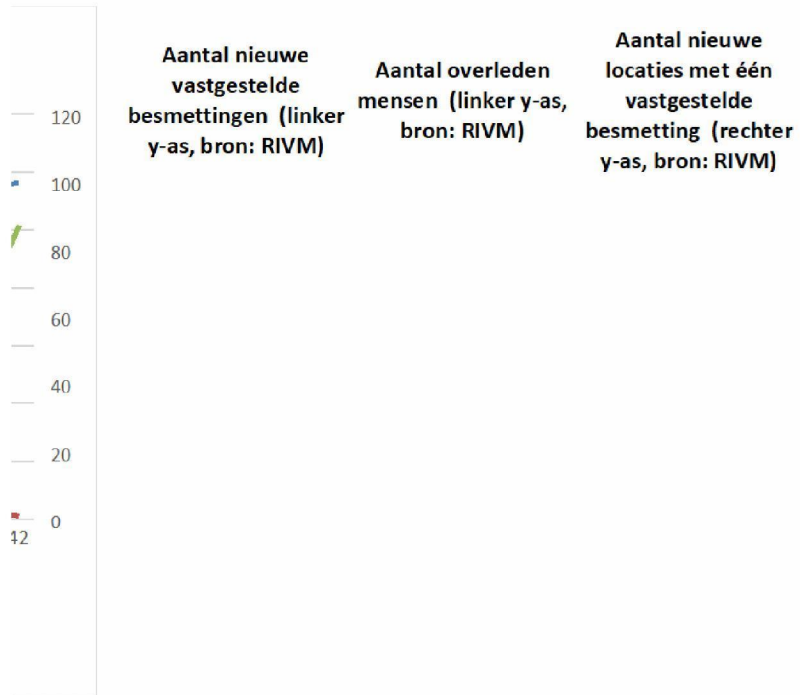 Aantal nieuwe
vastgestelde
besmettingen (linker
y-as, bron: RIVM)
Aantal overleden
mensen (linker y-as,
bron: RIVM)
Aantal nieuwe
locaties met één
vastgestelde
besmetting (rechter
y-as, bron: RIVM)
120
100
80
60
40
20
0
42